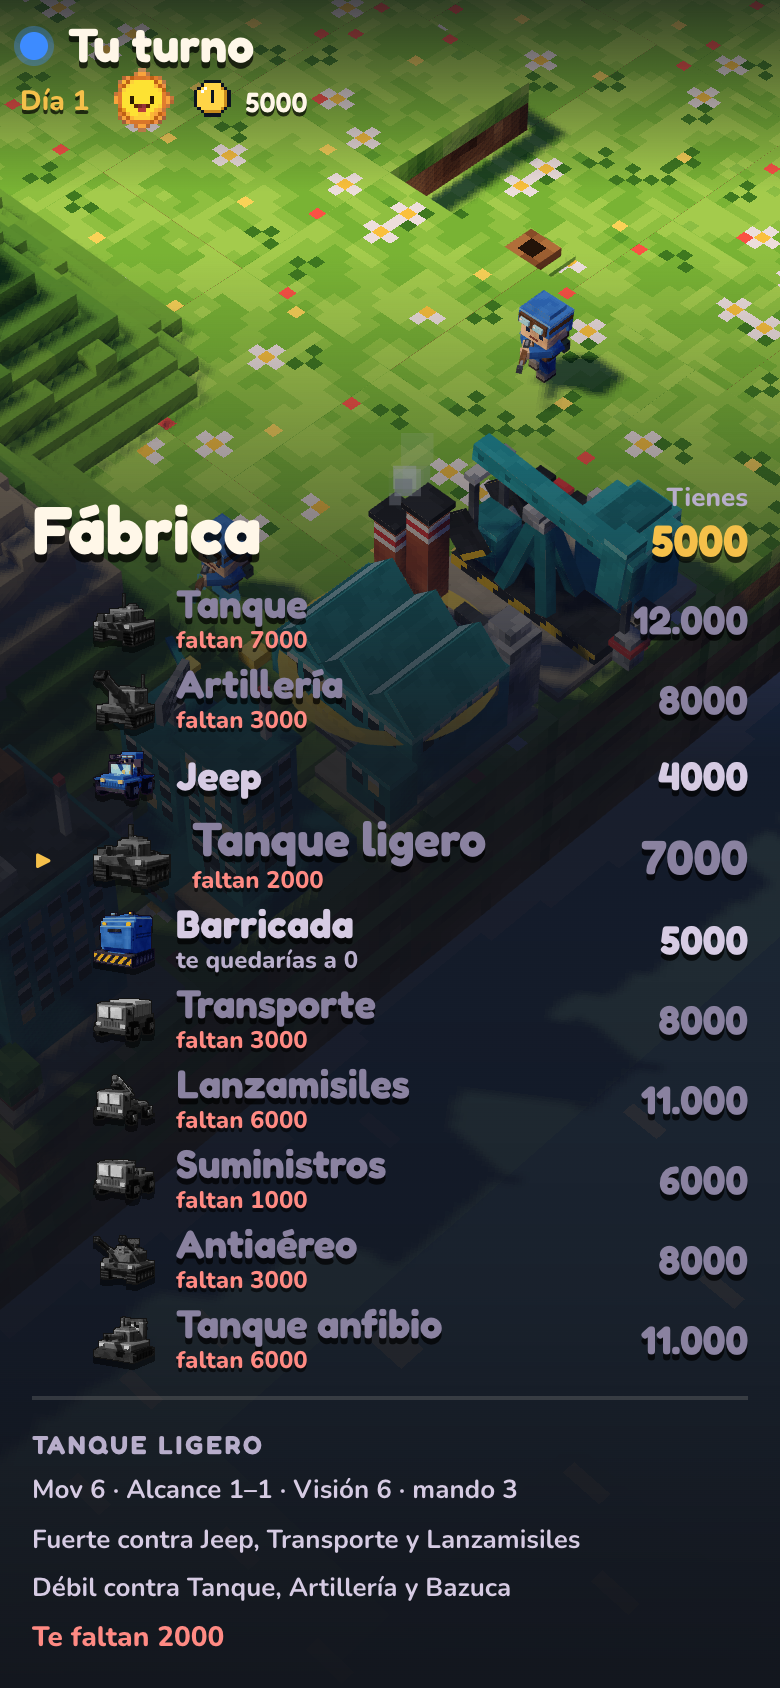 Tu turno
Día 1
5000
Tienes
Fábrica
5000
Tanque
12.000
faltan 7000
Artillería
8000
faltan 3000
Jeep
4000
Tanque ligero
7000
faltan 2000
Barricada
5000
te quedarías a 0
Transporte
8000
faltan 3000
Lanzamisiles
11.000
faltan 6000
Suministros
6000
faltan 1000
Antiaéreo
8000
faltan 3000
Tanque anfibio
11.000
faltan 6000
TANQUE LIGERO
Mov 6 · Alcance 1–1 · Visión 6 · mando 3
Fuerte contra Jeep, Transporte y Lanzamisiles
Débil contra Tanque, Artillería y Bazuca
Te faltan 2000